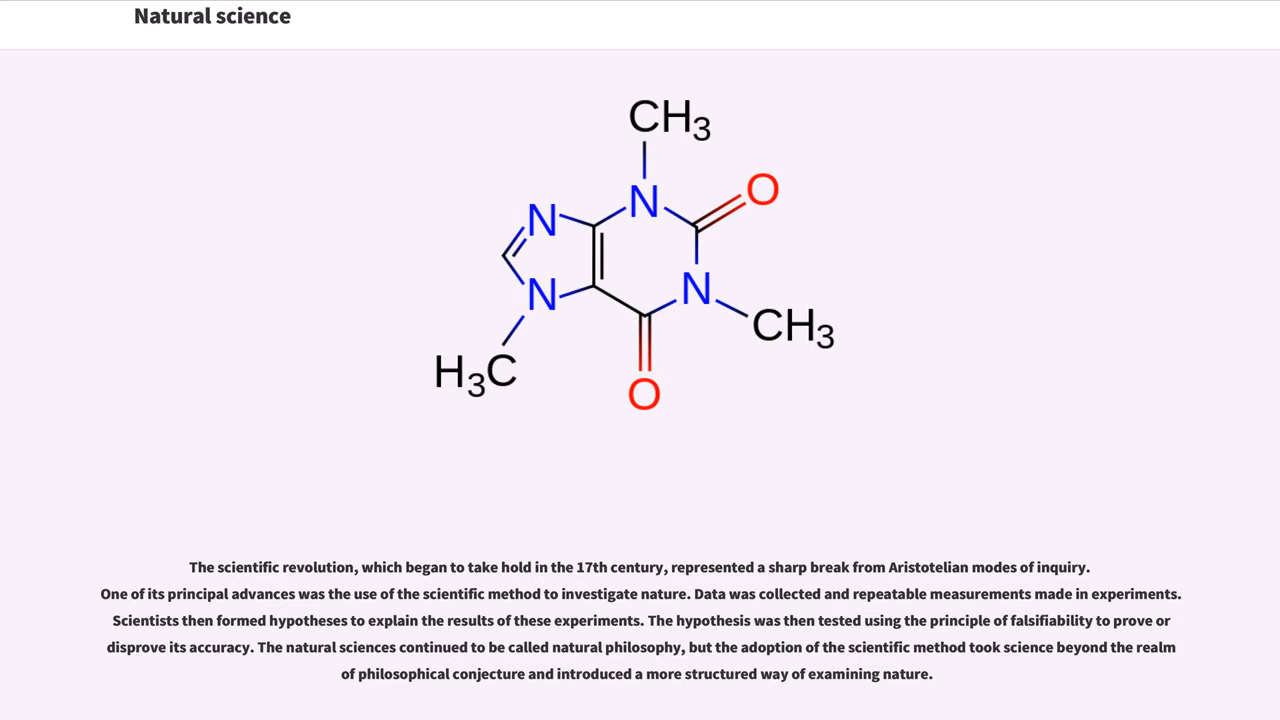 Natural science
CH3
O
N
N
N
N
CH3
H3C
O
The scientific revolution, which began to take hold in the 17th century, represented a sharp break from Aristotelian modes of inquiry.
One of its principal advances was the use of the scientific method to investigate nature. Data was collected and repeatable measurements made in experiments.
Scientists then formed hypotheses to explain the results of these experiments. The hypothesis was then tested using the principle of falsifiability to prove or
disprove its accuracy. The natural sciences continued to be called natural philosophy, but the adoption of the scientific method took science beyond the realm
of philosophical conjecture and introduced a more structured way of examining nature.